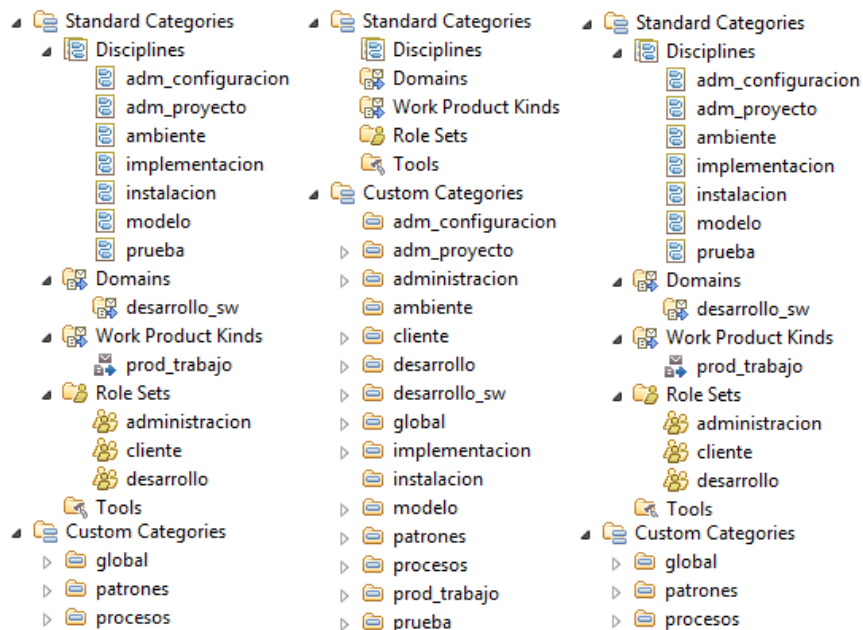 Standard Categories
Disciplines
adm_configuracion
adm_proyecto
ambiente
implementacion
instalacion
modelo
prueba
Domains
desarrollo_sw
Work Product Kinds
prod_trabajo
Role Sets
administracion
cliente
desarrollo
Tools
Custom Categories
global
patrones
procesos
Standard Categories
Disciplines
Domains
Work Product Kinds
Role Sets
Tools
Custom Categories
adm_configuracion
adm_proyecto
administracion
ambiente
cliente
desarrollo
desarrollo_sw
global
implementacion
instalacion
modelo
patrones
procesos
prod_trabajo
prueba
Standard Categories
Disciplines
adm_configuracion
adm_proyecto
ambiente
implementacion
instalacion
modelo
prueba
Domains
desarrollo_sw
Work Product Kinds
prod_trabajo
Role Sets
administracion
cliente
desarrollo
Tools
Custom Categories
global
patrones
procesos